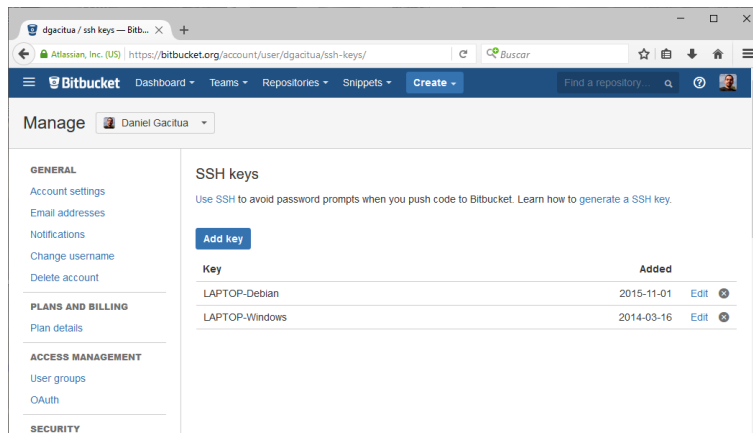 dgacitua / ssh keys — Bitb...
Atlassian, Inc. (US)
https://bitbucket.org/account/user/dgacitua/ssh-keys/
Buscar
Bitbucket
Dashboard
Teams
Repositories
Snippets
Create
Find a repository...
Manage
Daniel Gacitua
GENERAL
Account settings
Email addresses
Notifications
Change username
Delete account
PLANS AND BILLING
Plan details
ACCESS MANAGEMENT
User groups
OAuth
SECURITY
SSH keys
Use SSH to avoid password prompts when you push code to Bitbucket. Learn how to generate a SSH key.
Add key
Key Added
LAPTOP-Debian 2015-11-01 Edit
LAPTOP-Windows 2014-03-16 Edit